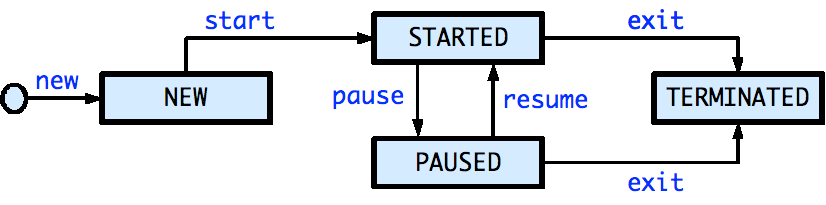 start
STARTED
exit
new
NEW
pause
resume
TERMINATED
PAUSED
exit